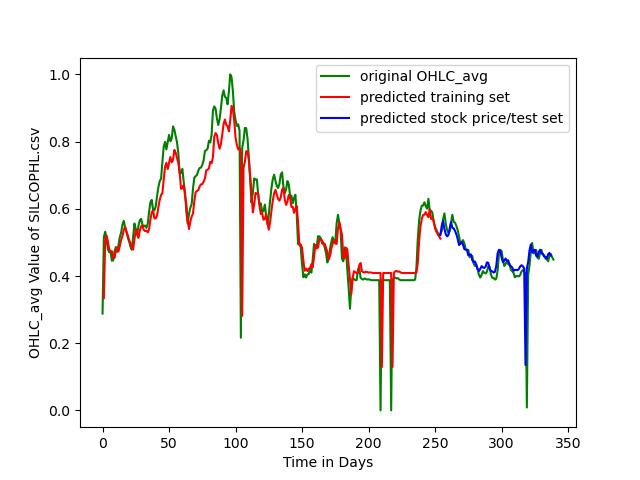 original OHLC_avg
predicted training set
predicted stock price/test set
OHLC_avg Value of SILCOPHL.csv
1.0
0.8
0.6
0.4
0.2
0.0
0 50 100 150 200 250 300 350
Time in Days